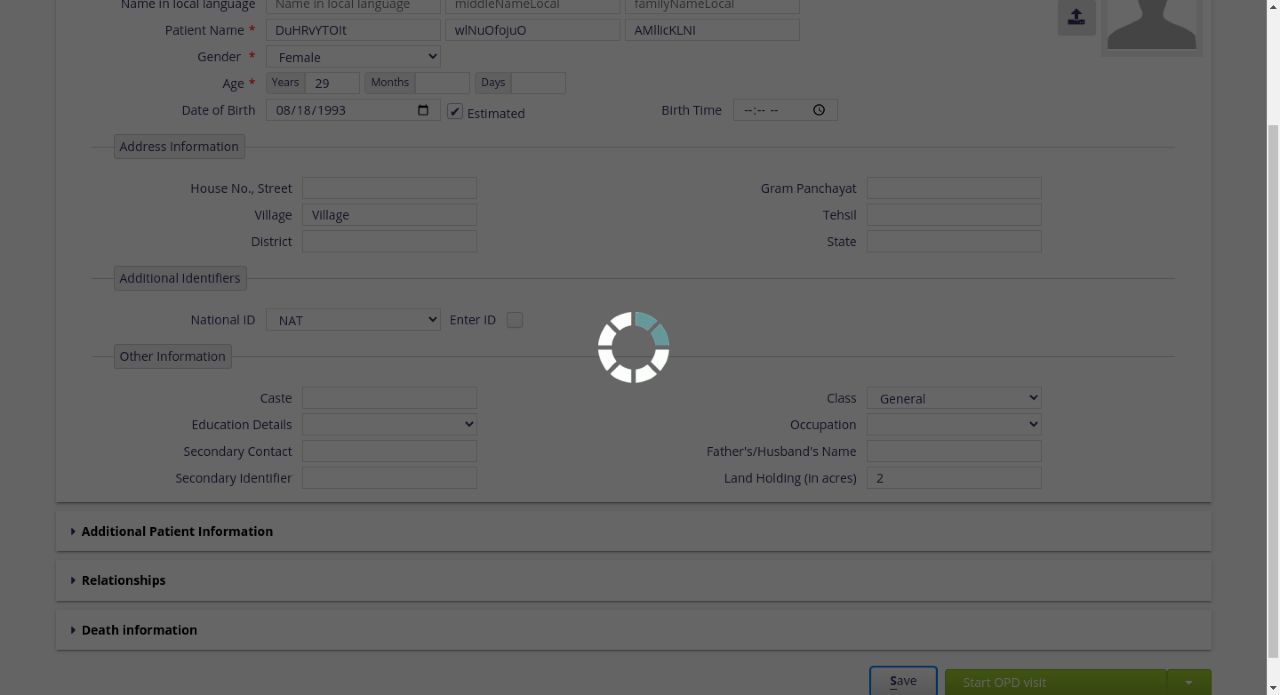 Name in local language Name in local language middleNameLocal familyNameLocal
Patient Name * DuHRvYTOIt wlNuOfoJuO AMlIicKLNI
Gender * Female
Age * Years 29 Months Days
Date of Birth 08/18/1993 Estimated Birth Time --:-- --
Address Information
House No., Street Gram Panchayat
Village Village Tehsil
District State
Additional Identifiers
National ID NAT Enter ID
Other Information
Caste Class General
Education Details Occupation
Secondary Contact Father's/Husband's Name
Secondary Identifier Land Holding (in acres) 2
Additional Patient Information
Relationships
Death information
Save Start OPD visit